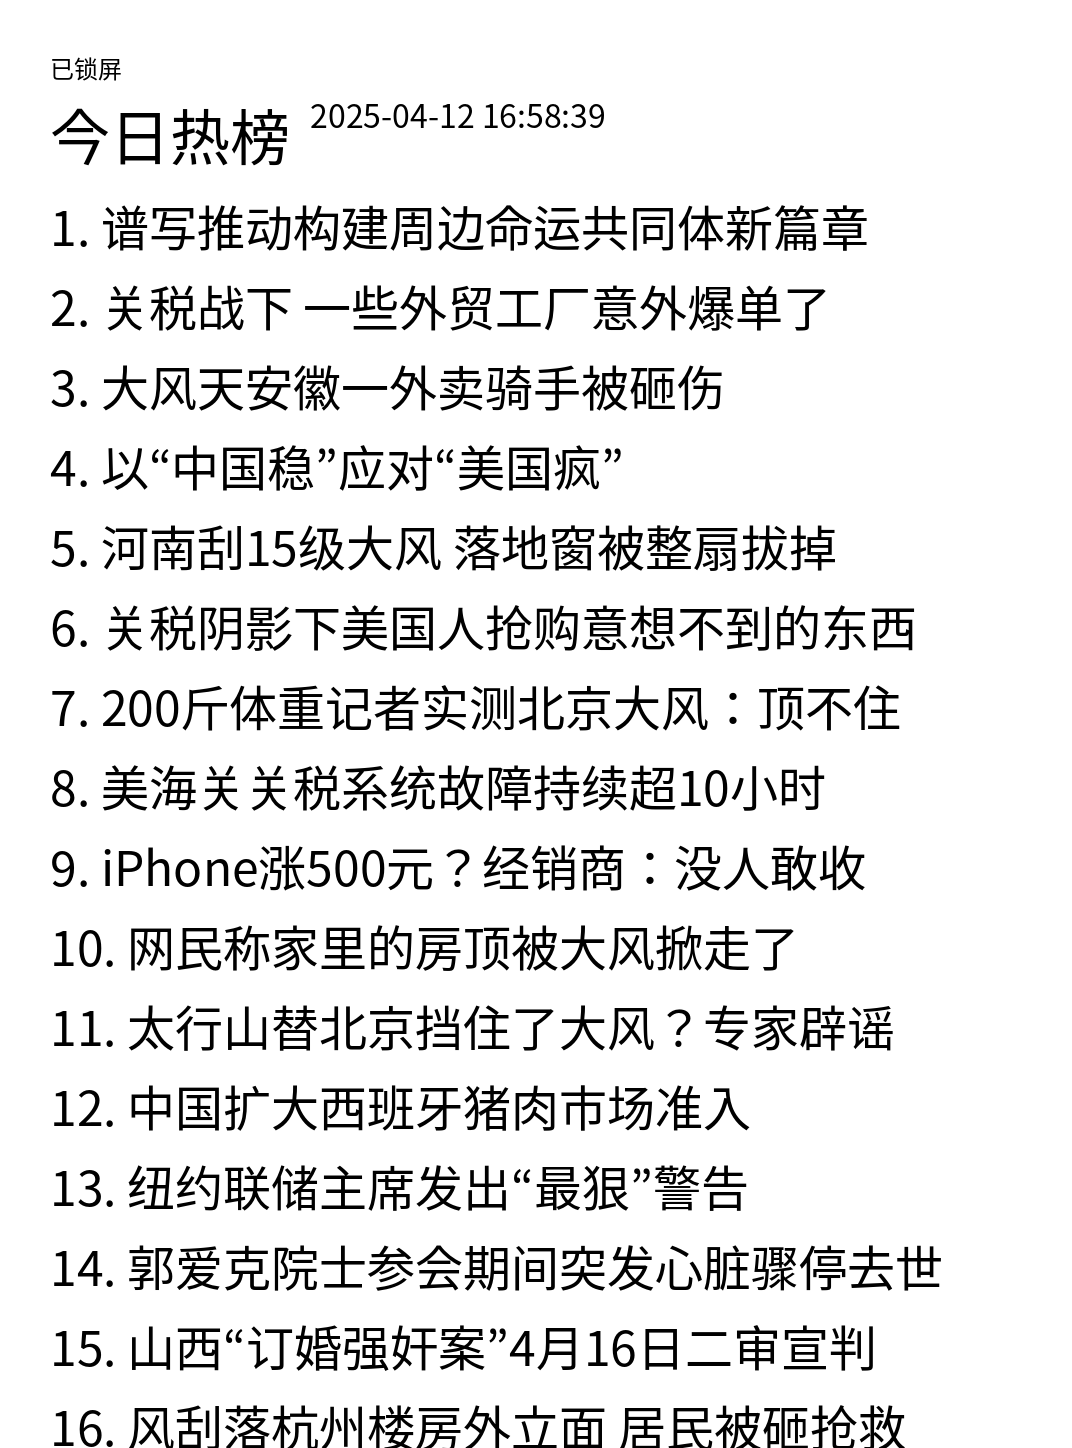 已锁屏
今日热榜 2025-04-12 16:58:39
1. 谱写推动构建周边命运共同体新篇章
2. 关税战下 一些外贸工厂意外爆单了
3. 大风天安徽一外卖骑手被砸伤
4. 以“中国稳”应对“美国疯”
5. 河南刮15级大风 落地窗被整扇拔掉
6. 关税阴影下美国人抢购意想不到的东西
7. 200斤体重记者实测北京大风：顶不住
8. 美海关关税系统故障持续超10小时
9. iPhone涨500元？经销商：没人敢收
10. 网民称家里的房顶被大风掀走了
11. 太行山替北京挡住了大风？专家辟谣
12. 中国扩大西班牙猪肉市场准入
13. 纽约联储主席发出“最狠”警告
14. 郭爱克院士参会期间突发心脏骤停去世
15. 山西“订婚强奸案”4月16日二审宣判
16. 风刮落杭州楼房外立面 居民被砸抢救